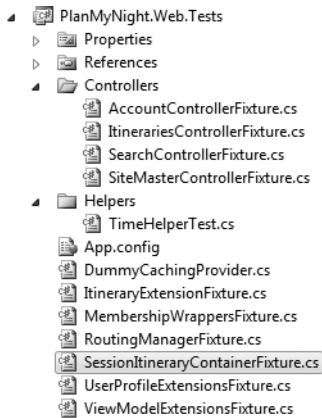 PlanMyNight.Web.Tests
Properties
References
Controllers
AccountControllerFixture.cs
ItinerariesControllerFixture.cs
SearchControllerFixture.cs
SiteMasterControllerFixture.cs
Helpers
TimeHelperTest.cs
App.config
DummyCachingProvider.cs
ItineraryExtensionFixture.cs
MembershipWrappersFixture.cs
RoutingManagerFixture.cs
SessionItineraryContainerFixture.cs
UserProfileExtensionsFixture.cs
ViewModelExtensionsFixture.cs